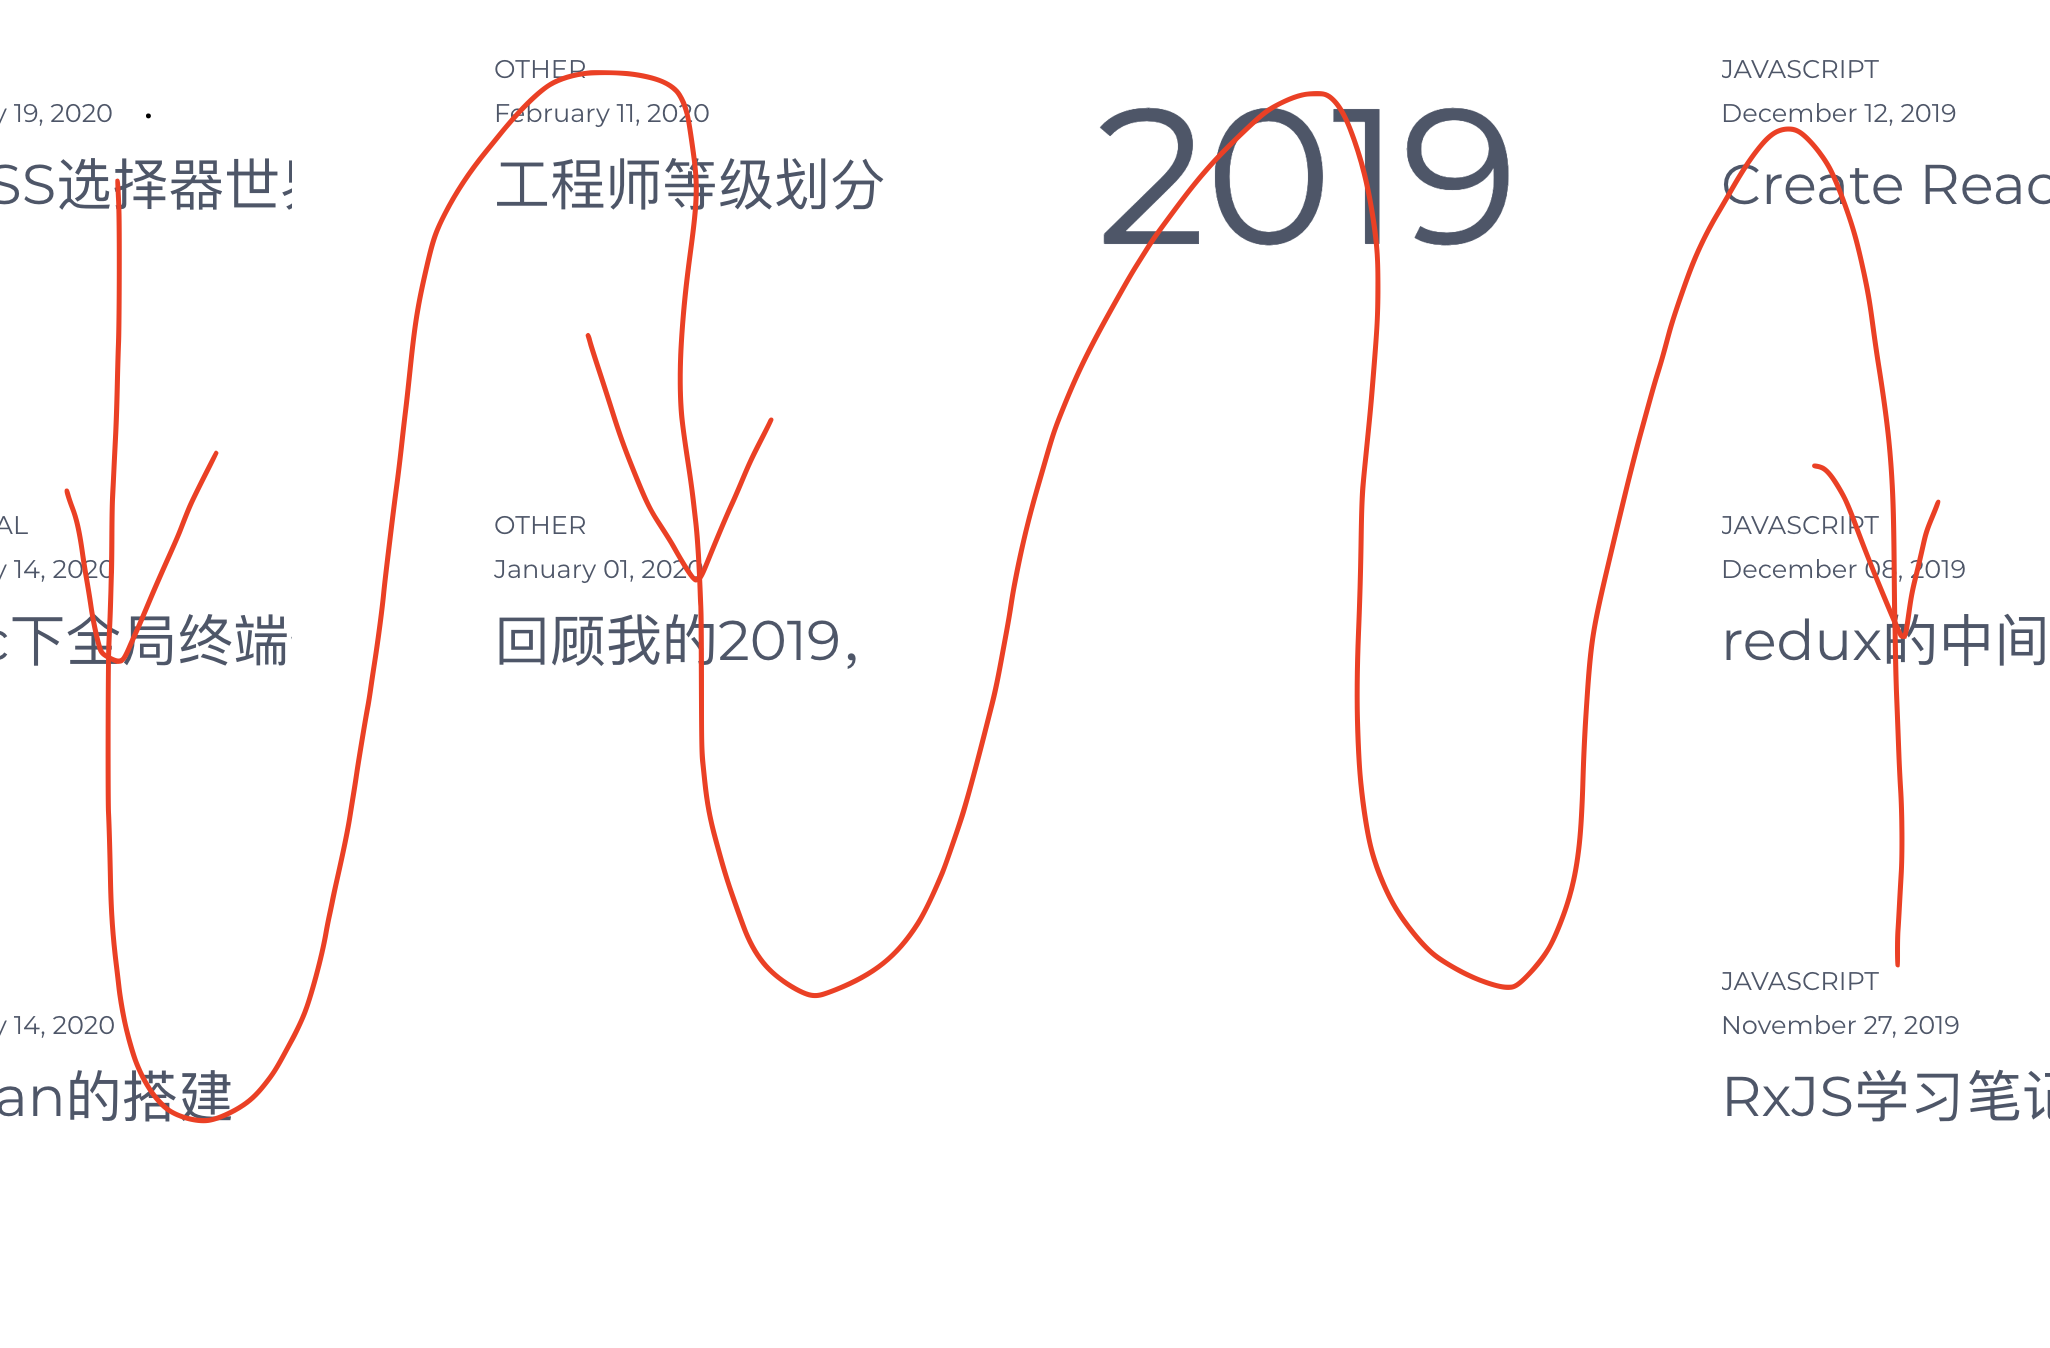 y 19, 2020
SS选择器世界
AL
y 14, 2020
c下全局终端
y 14, 2020
an的搭建
OTHER
February 11, 2020
工程师等级划分
OTHER
January 01, 2020
回顾我的2019,
2019
JAVASCRIPT
December 12, 2019
Create Reac
JAVASCRIPT
December 08, 2019
redux的中间
JAVASCRIPT
November 27, 2019
RxJS学习笔记